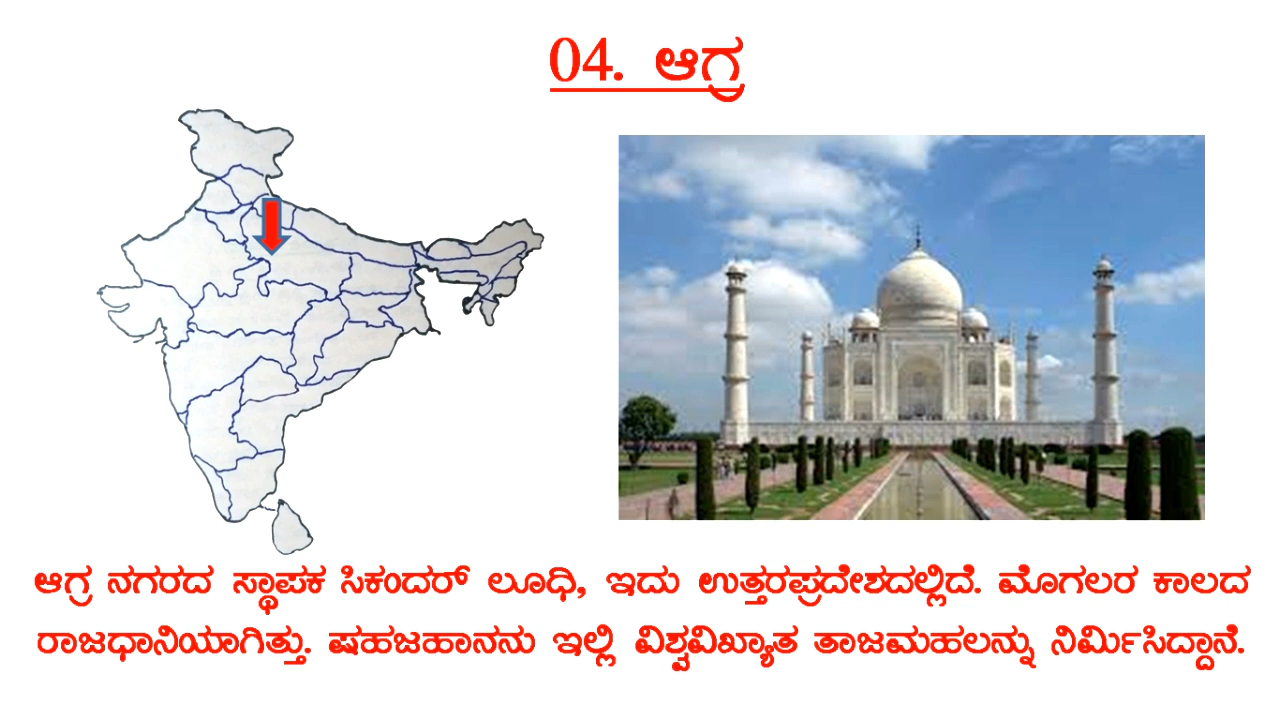 04. ಆಗ್ರ
ಆಗ್ರ ನಗರದ ಸ್ಥಾಪಕ ಸಿಕಂದರ್ ಲೂಧಿ, ಇದು ಉತ್ತರಪ್ರದೇಶದಲ್ಲಿದೆ. ಮೊಗಲರ ಕಾಲದ
ರಾಜಧಾನಿಯಾಗಿತ್ತು. ಷಹಜಹಾನನು ಇಲ್ಲಿ ವಿಶ್ವವಿಖ್ಯಾತ ತಾಜಮಹಲನ್ನು ನಿರ್ಮಿಸಿದ್ದಾನೆ.